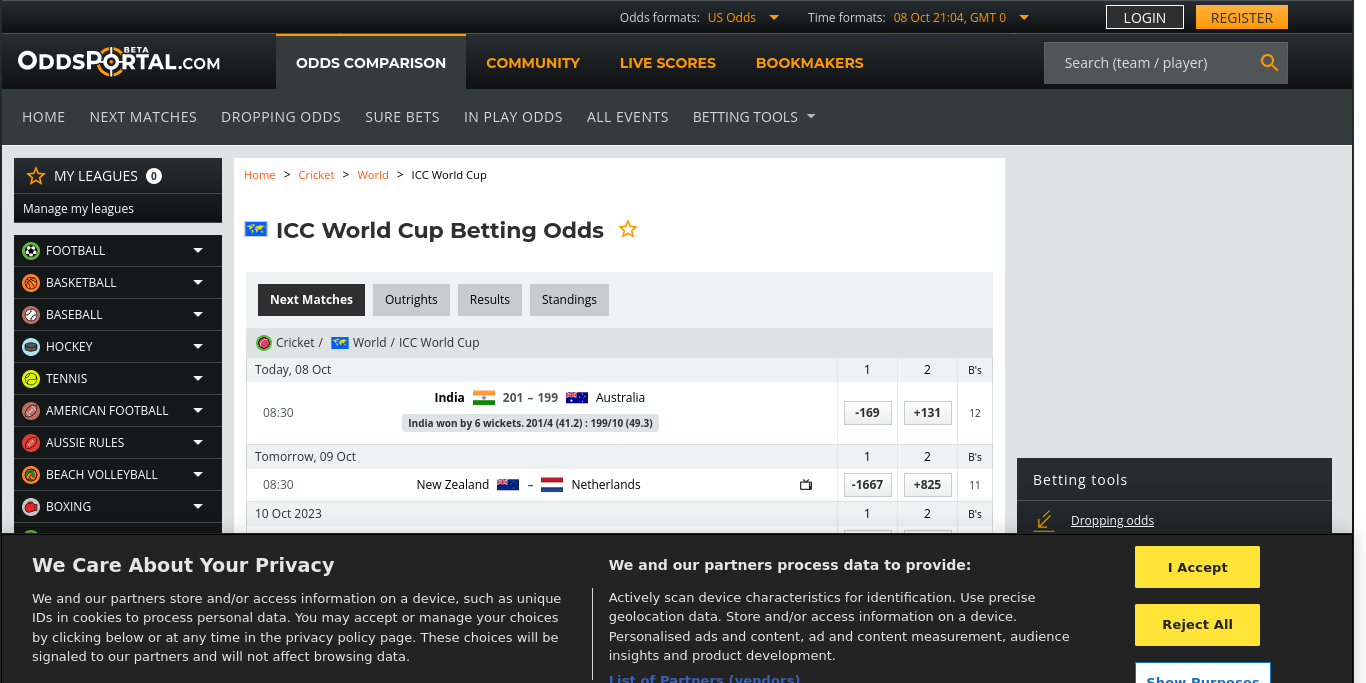 Odds formats: US Odds Time formats: 08 Oct 21:04, GMT 0 LOGIN REGISTER
ODDSPORTAL.COM BETA
ODDS COMPARISON COMMUNITY LIVE SCORES BOOKMAKERS Search (team / player)
HOME NEXT MATCHES DROPPING ODDS SURE BETS IN PLAY ODDS ALL EVENTS BETTING TOOLS
MY LEAGUES 0
Manage my leagues
FOOTBALL
BASKETBALL
BASEBALL
HOCKEY
TENNIS
AMERICAN FOOTBALL
AUSSIE RULES
BEACH VOLLEYBALL
BOXING
Home > Cricket > World > ICC World Cup
ICC World Cup Betting Odds
Next Matches Outrights Results Standings
Cricket / World / ICC World Cup
Today, 08 Oct 1 2 B's
08:30 India 201 – 199 Australia -169 +131 12
India won by 6 wickets. 201/4 (41.2) : 199/10 (49.3)
Tomorrow, 09 Oct 1 2 B's
08:30 New Zealand – Netherlands -1667 +825 11
10 Oct 2023 1 2 B's
Betting tools
Dropping odds
We Care About Your Privacy
We and our partners store and/or access information on a device, such as unique
IDs in cookies to process personal data. You may accept or manage your choices
by clicking below or at any time in the privacy policy page. These choices will be
signaled to our partners and will not affect browsing data.
We and our partners process data to provide:
Actively scan device characteristics for identification. Use precise
geolocation data. Store and/or access information on a device.
Personalised ads and content, ad and content measurement, audience
insights and product development.
List of Partners (vendors)
I Accept
Reject All
Show Purposes